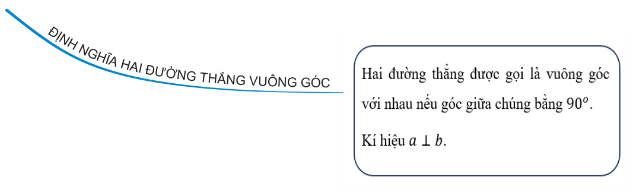 ĐỊNH NGHĨA HAI ĐƯỜNG THẲNG VUÔNG GÓC
Hai đường thẳng được gọi là vuông góc
với nhau nếu góc giữa chúng bằng 90°.
Kí hiệu a ⊥ b.